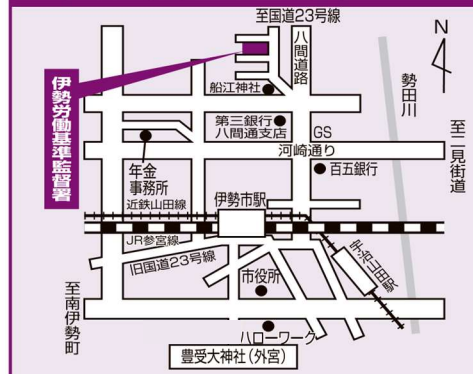 至国道23号線
八間道路
N
勢田川
至二見街道
船江神社
伊勢労働基準監督署
第三銀行
八間通支店
GS
河崎通り
百五銀行
年金
事務所
近鉄山田線
伊勢市駅
JR参宮線
旧国道23号線
宇治山田駅
市役所
至南伊勢町
ハローワーク
豊受大神社(外宮)